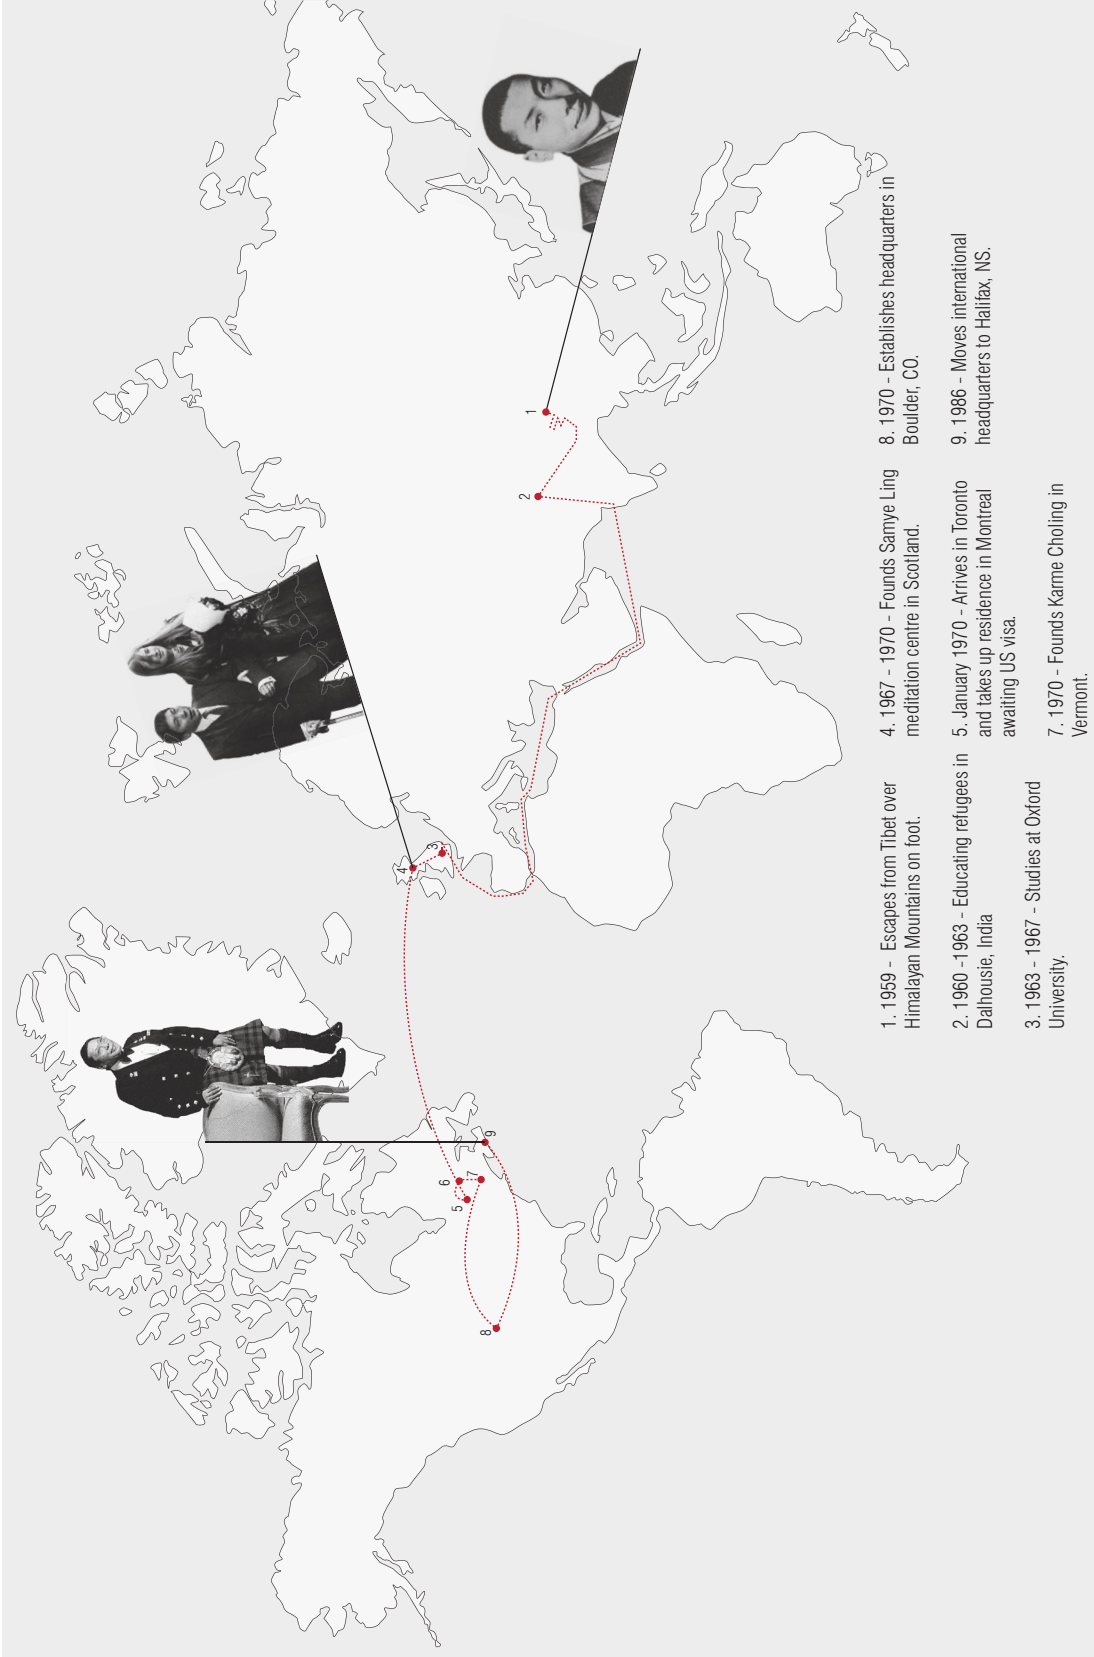 1. 1959 -  Escapes from Tibet over
Himalayan Mountains on foot.
2. 1960 -1963 - Educating refugees in
Dalhousie, India
3. 1963 - 1967 - Studies at Oxford
University.
4. 1967 - 1970 - Founds Samye Ling
meditation centre in Scotland.
5. January 1970 - Arrives in Toronto
and takes up residence in Montreal
awaiting US visa.
7. 1970 - Founds Karme Choling in
Vermont.
8. 1970 - Establishes headquarters in
Boulder, CO.
9. 1986 - Moves international
headquarters to Halifax, NS.
1
2
3
4
5
6
7
8
9